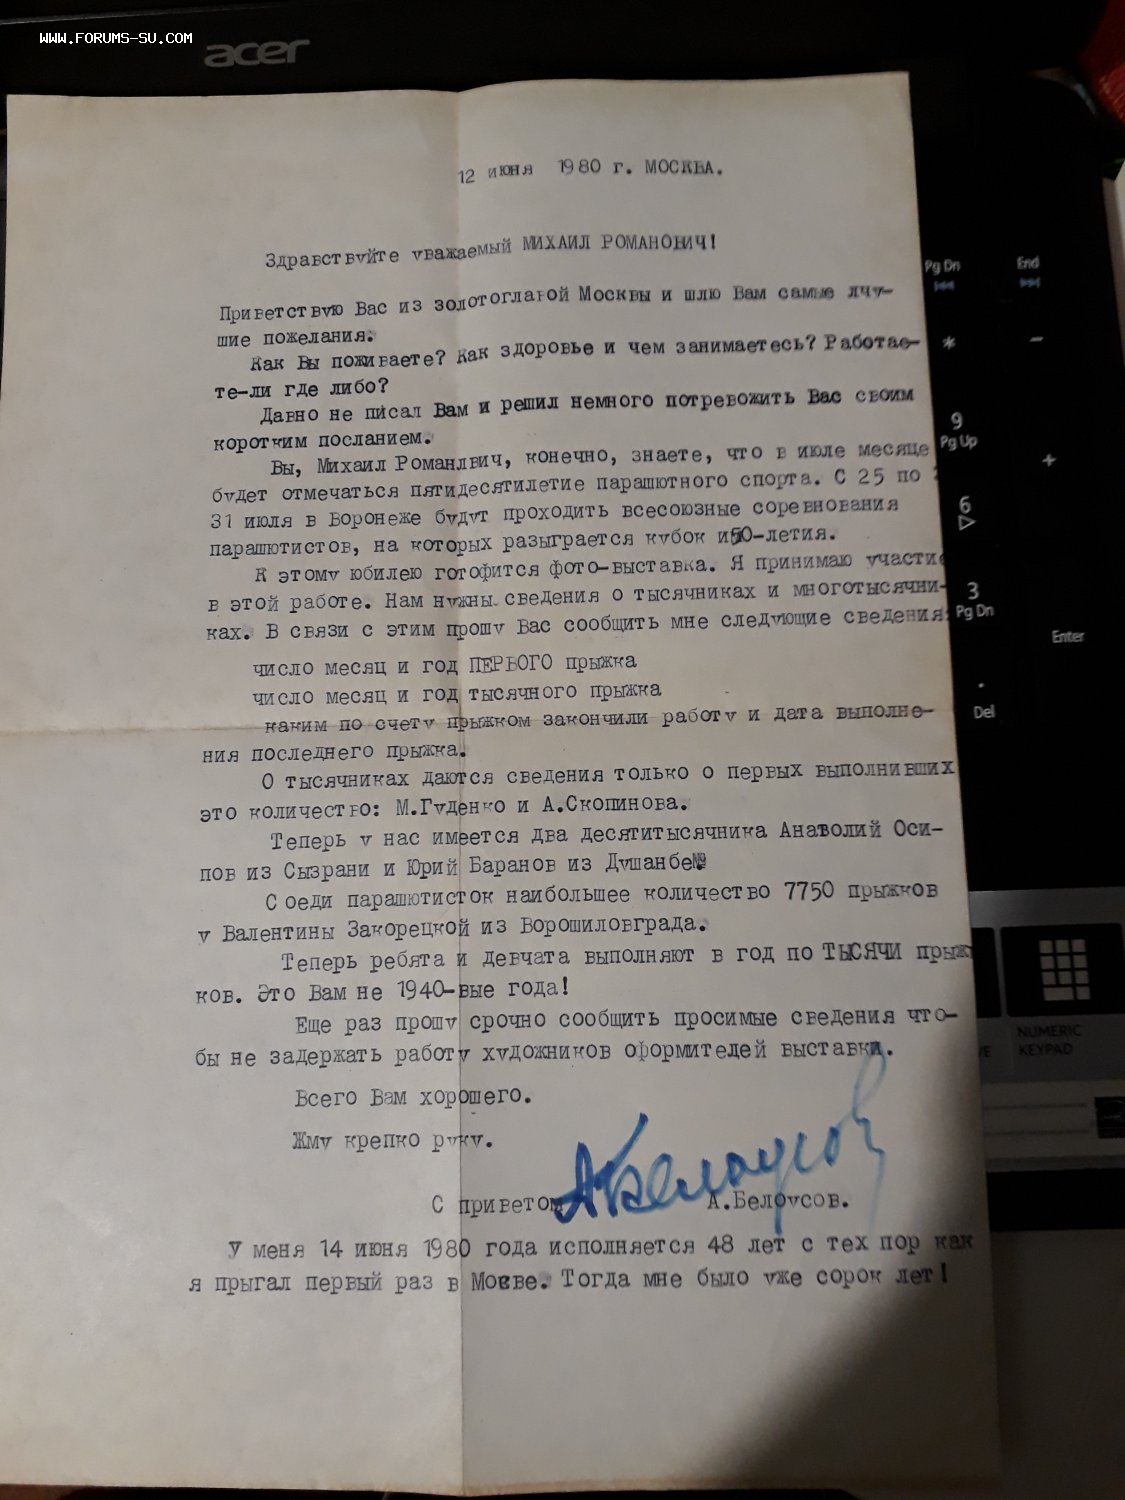 WWW.FORUMS-SU.COM
acer
12 июня 1980 г. МОСКВА.
Здравствуйте уважаемый МИХАИЛ РОМАНОВИЧ!
Приветствую Вас из золотоглавой Москвы и шлю Вам самые лчу-
шие пожелания.
Как Вы поживаете? Как здоровье и чем занимаетесь? Работае-
те-ли где либо?
Давно не писал Вам и решил немного потревожить Вас своим
коротким посланием.
Вы, Михаил Романлвич, конечно, знаете, что в июле месяце
будет отмечаться пятидесятилетие парашютного спорта. С 25 по
31 июля в Воронеже будут проходить всесоюзные соревнования
парашютистов, на которых разыграется кубок 50-летия.
К этому юбилею готофится фото-выставка. Я принимаю участие
в этой работе. Нам нужны сведения о тысячниках и многотысячни-
ках. В связи с этим прошу Вас сообщить мне следующие сведения:
число месяц и год ПЕРВОГО прыжка
число месяц и год тысячного прыжка
каким по счету прыжком закончили работу и дата выполне-
ния последнего прыжка.
О тысячниках даются сведения только о первых выполнивших
это количество: М.Гуденко и А.Скопинова.
Теперь у нас имеется два десятитысячника Анаволий Оси-
пов из Сызрани и Юрий Баранов из Душанбе
Соеди парашютисток наибольшее количество 7750 прыжков
у Валентины Закорецкой из Ворошиловграда.
Теперь ребята и девчата выполняют в год по ТЫСЯЧИ прыж
ков. Это Вам не 1940-вые года!
Еще раз прошу срочно сообщить просимые сведения что-
бы не задержать работу художников оформителей выставки.
Всего Вам хорошего.
Жму крепко руку.
С приветом А.Белоусов А.Белоусов.
У меня 14 июня 1980 года исполняется 48 лет с тех пор как
я прыгал первый раз в Мовве. Тогда мне было уже сорок лет!
Pg Dn
End
*
-
9
Pg Up
+
6
3
Pg Dn
Enter
.
Del
NUMERIC
KEYPAD